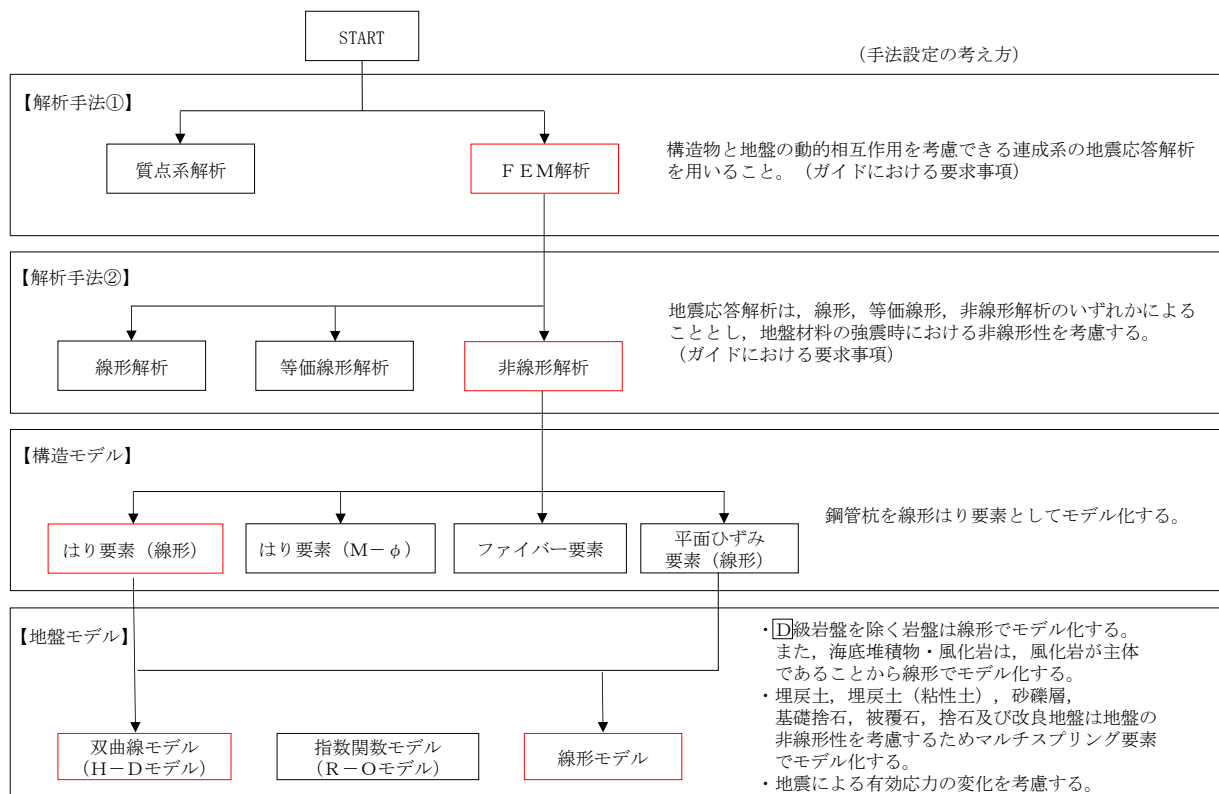 START
(手法設定の考え方)
【解析手法①】
質点系解析
ＦＥＭ解析
構造物と地盤の動的相互作用を考慮できる連成系の地震応答解析
を用いること。（ガイドにおける要求事項）
【解析手法②】
線形解析
等価線形解析
非線形解析
地震応答解析は，線形，等価線形，非線形解析のいずれかによる
こととし，地盤材料の強震時における非線形性を考慮する。
（ガイドにおける要求事項）
【構造モデル】
はり要素（線形）
はり要素（Ｍ－φ）
ファイバー要素
平面ひずみ
要素（線形）
鋼管杭を線形はり要素としてモデル化する。
【地盤モデル】
双曲線モデル
（Ｈ－Ｄモデル）
指数関数モデル
（Ｒ－Ｏモデル）
線形モデル
・Ｄ級岩盤を除く岩盤は線形でモデル化する。
また，海底堆積物・風化岩は，風化岩が主体
であることから線形でモデル化する。
・埋戻土，埋戻土（粘性土），砂礫層，
基礎捨石，被覆石，捨石及び改良地盤は地盤の
非線形性を考慮するためマルチスプリング要素
でモデル化する。
・地震による有効応力の変化を考慮する。